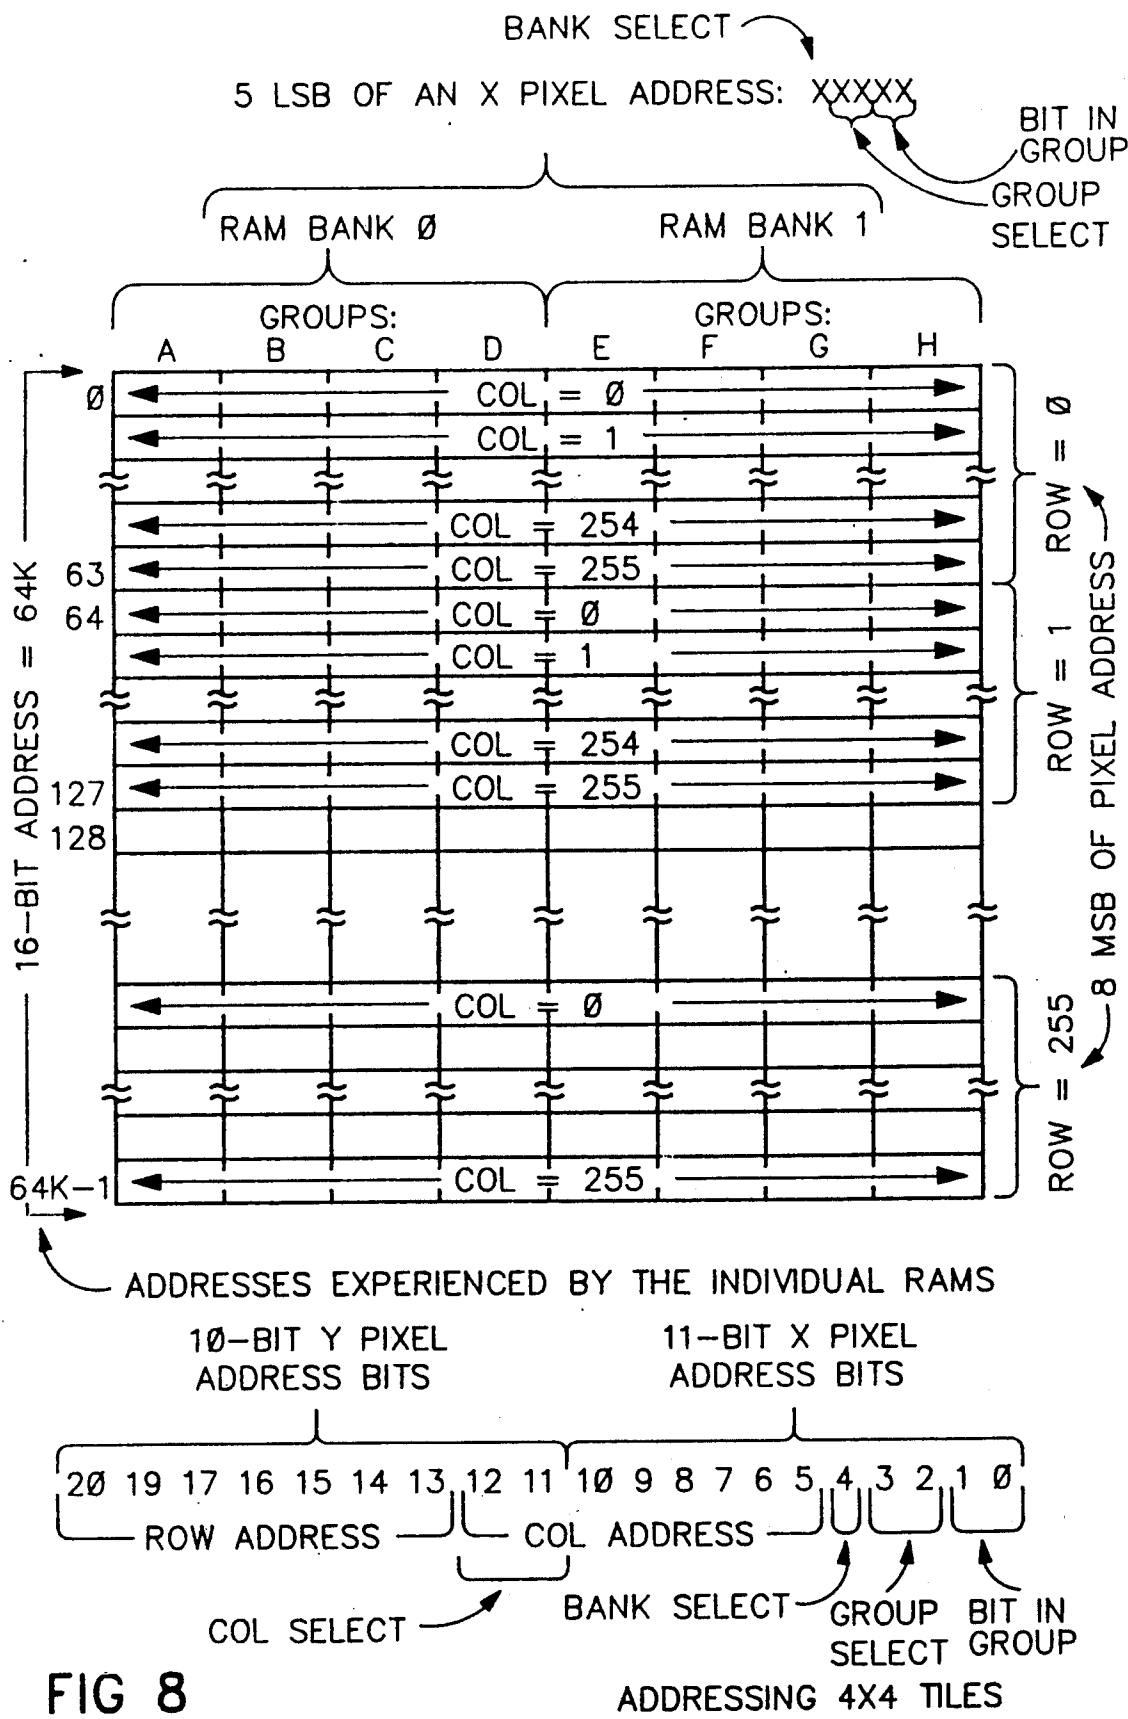 BANK SELECT
5 LSB OF AN X PIXEL ADDRESS: XXXXX
BIT IN
GROUP
GROUP
SELECT
RAM BANK Ø
RAM BANK 1
GROUPS:
GROUPS:
A B C D E F G H
Ø
COL = Ø
COL = 1
COL = 254
63
COL = 255
64
COL = Ø
COL = 1
COL = 254
127
COL = 255
128
COL = Ø
64K-1
COL = 255
16-BIT ADDRESS = 64K
ROW = Ø
ROW = 1
ROW = 255
8 MSB OF PIXEL ADDRESS
ADDRESSES EXPERIENCED BY THE INDIVIDUAL RAMS
1Ø-BIT Y PIXEL
ADDRESS BITS
11-BIT X PIXEL
ADDRESS BITS
2Ø 19 17 16 15 14 13 12 11 1Ø 9 8 7 6 5 4 3 2 1 Ø
ROW ADDRESS
COL ADDRESS
COL SELECT
BANK SELECT
GROUP
SELECT
BIT IN
GROUP
FIG 8
ADDRESSING 4X4 TILES